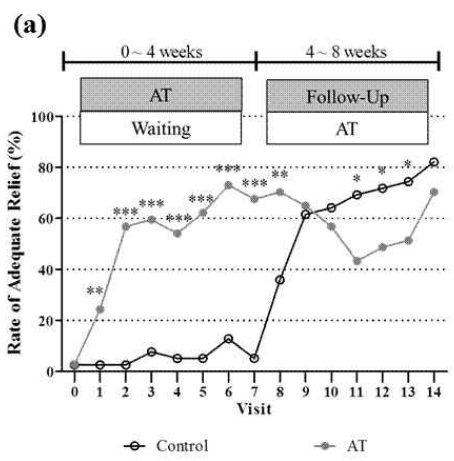 (a)
0 ~ 4 weeks 4 ~ 8 weeks
AT Follow-Up
Waiting AT
Rate of Adequate Relief (%)
100
80
60
40
20
0
** *** *** *** *** *** *** ** * * *
0 1 2 3 4 5 6 7 8 9 10 11 12 13 14
Visit
Control AT